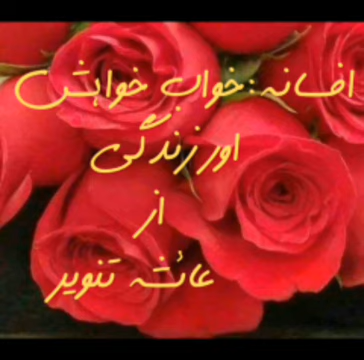 افسانہ:خواب خواہش
اور زندگی
از
عائشہ تنویر